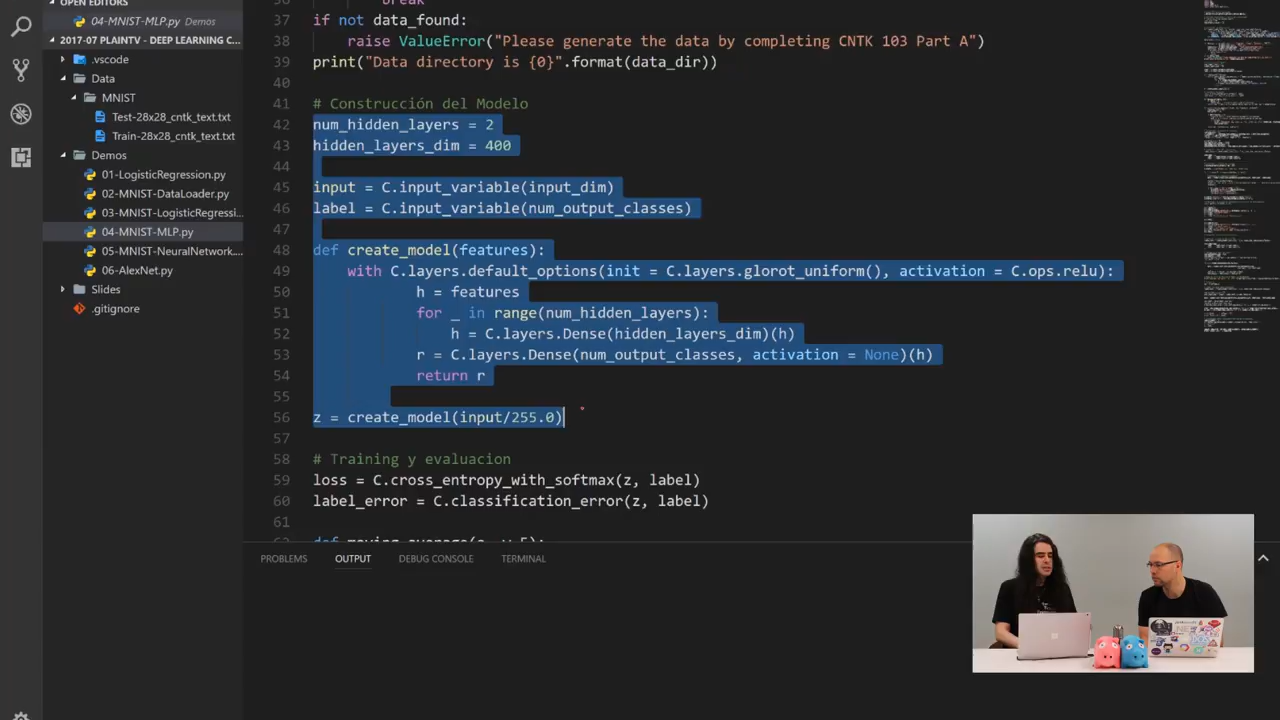 OPEN EDITORS
04-MNIST-MLP.py Demos
2017-07 PLAINTV - DEEP LEARNING C...
.vscode
Data
MNIST
Test-28x28_cntk_text.txt
Train-28x28_cntk_text.txt
Demos
01-LogisticRegression.py
02-MNIST-DataLoader.py
03-MNIST-LogisticRegressi...
04-MNIST-MLP.py
05-MNIST-NeuralNetwork...
06-AlexNet.py
Slides
.gitignore
36 break
37 if not data_found:
38 raise ValueError("Please generate the data by completing CNTK 103 Part A")
39 print("Data directory is {0}".format(data_dir))
40
41 # Construcción del Modelo
42 num_hidden_layers = 2
43 hidden_layers_dim = 400
44
45 input = C.input_variable(input_dim)
46 label = C.input_variable(num_output_classes)
47
48 def create_model(features):
49 with C.layers.default_options(init = C.layers.glorot_uniform(), activation = C.ops.relu):
50 h = features
51 for _ in range(num_hidden_layers):
52 h = C.layers.Dense(hidden_layers_dim)(h)
53 r = C.layers.Dense(num_output_classes, activation = None)(h)
54 return r
55
56 z = create_model(input/255.0)
57
58 # Training y evaluacion
59 loss = C.cross_entropy_with_softmax(z, label)
60 label_error = C.classification_error(z, label)
61
62 def moving_average(a, w=5):
PROBLEMS OUTPUT DEBUG CONSOLE TERMINAL